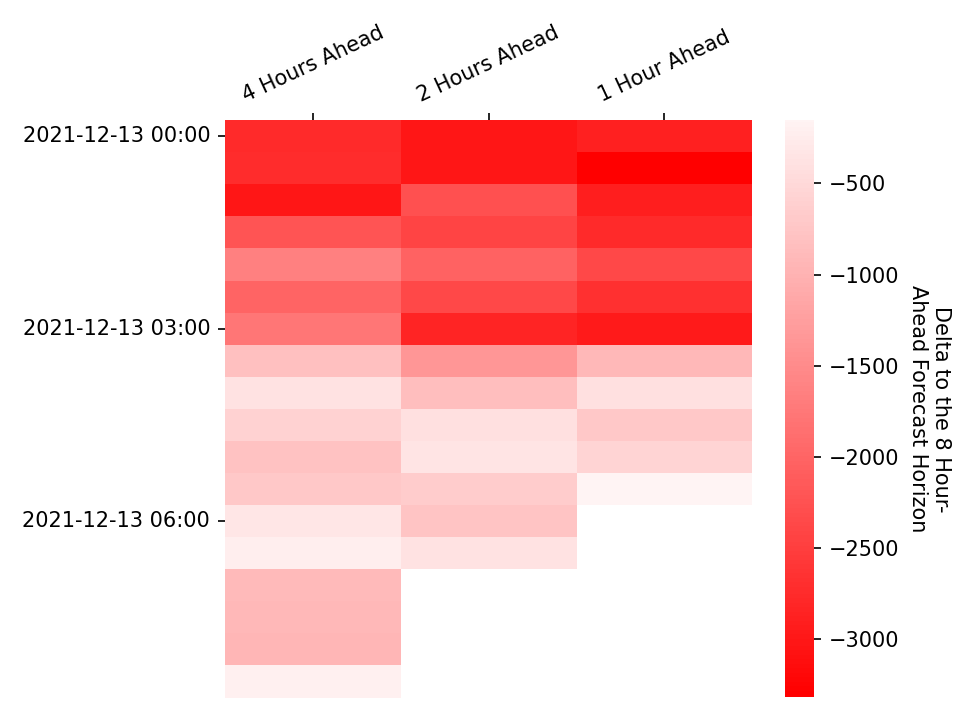 4 Hours Ahead
2 Hours Ahead
1 Hour Ahead
2021-12-13 00:00
2021-12-13 03:00
2021-12-13 06:00
−500
−1000
−1500
−2000
−2500
−3000
Delta to the 8 Hour-
Ahead Forecast Horizon